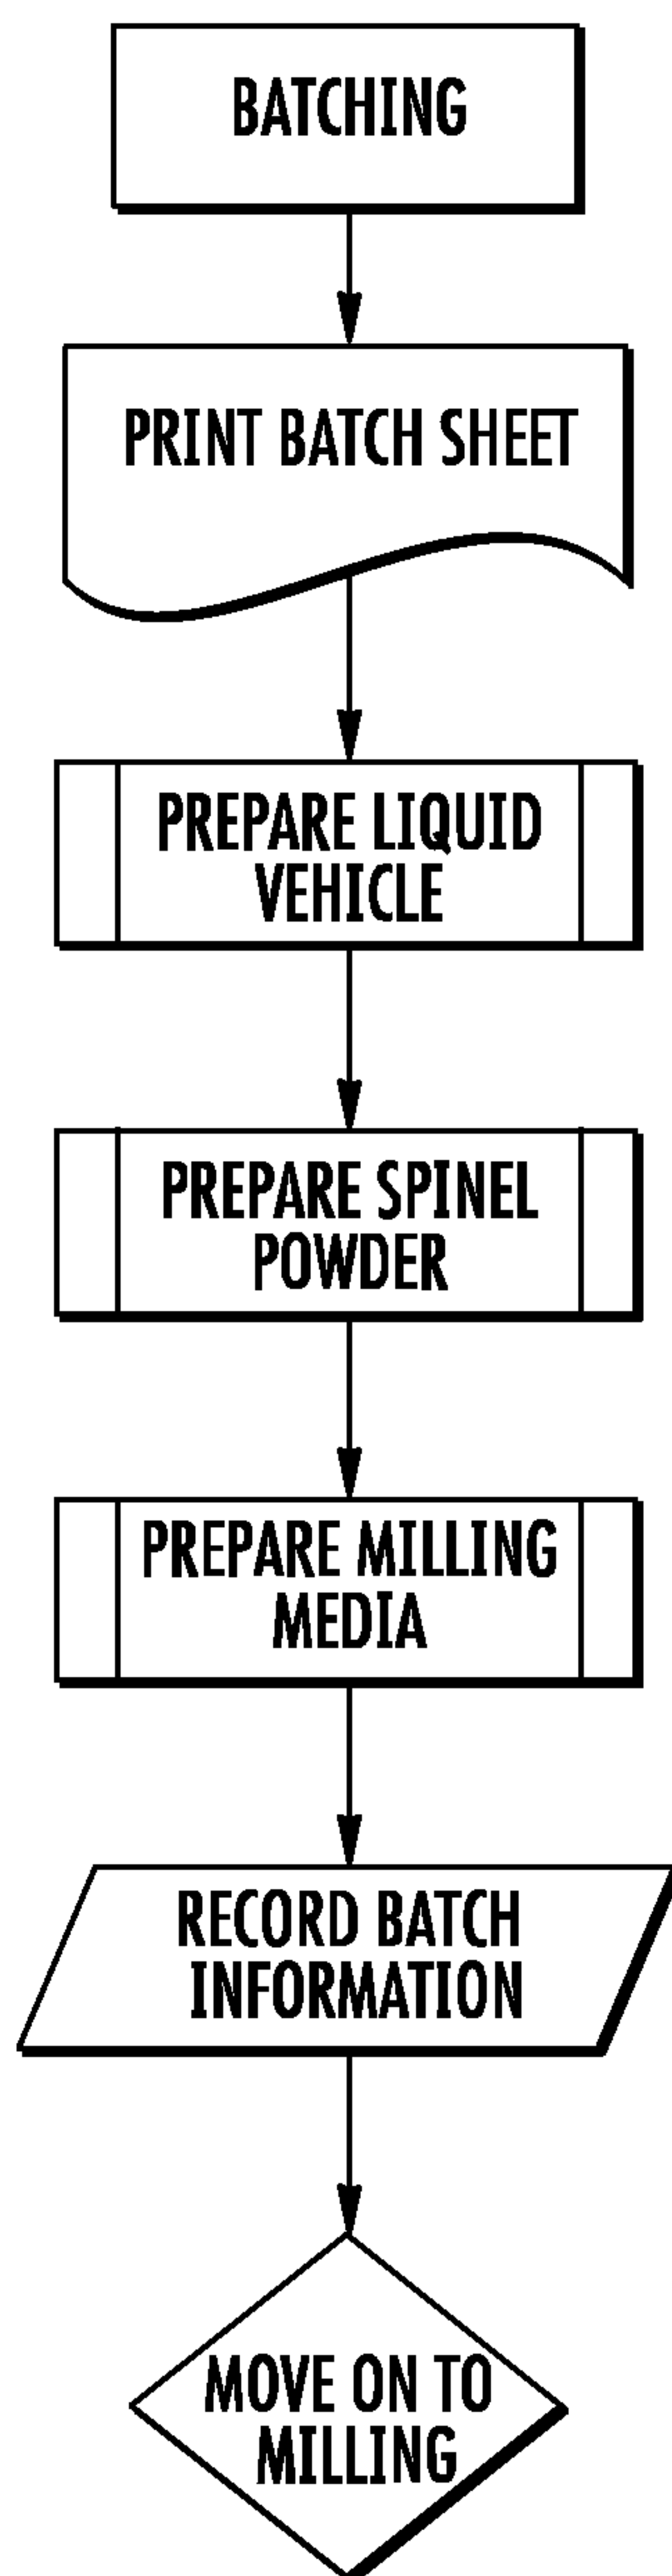 BATCHING
PRINT BATCH SHEET
PREPARE LIQUID
VEHICLE
PREPARE SPINEL
POWDER
PREPARE MILLING
MEDIA
RECORD BATCH
INFORMATION
MOVE ON TO
MILLING